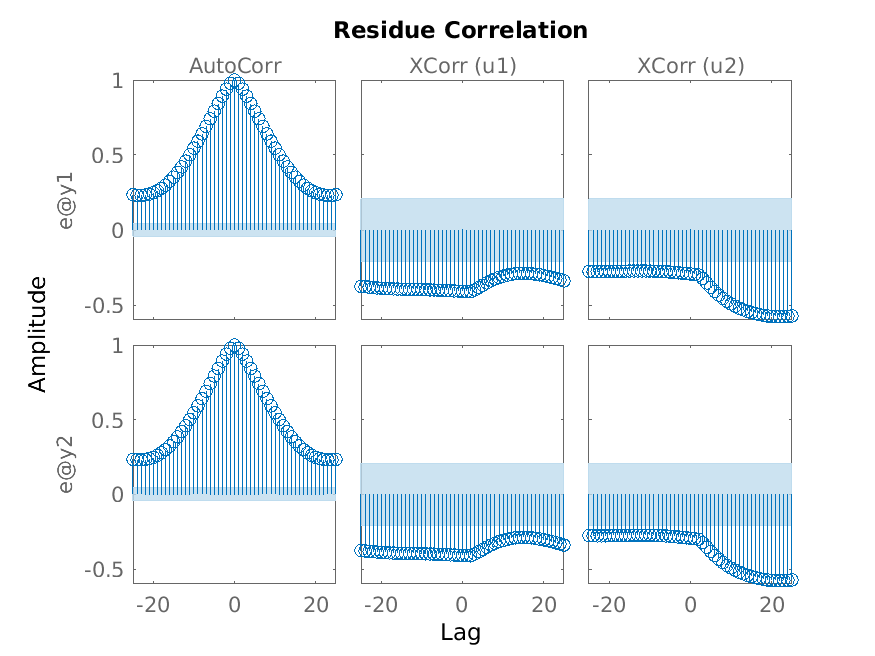 Residue Correlation
AutoCorr
XCorr (u1)
XCorr (u2)
Amplitude
e@y1
1
0.5
0
-0.5
e@y2
1
0.5
0
-0.5
-20 0 20
-20 0 20
-20 0 20
Lag